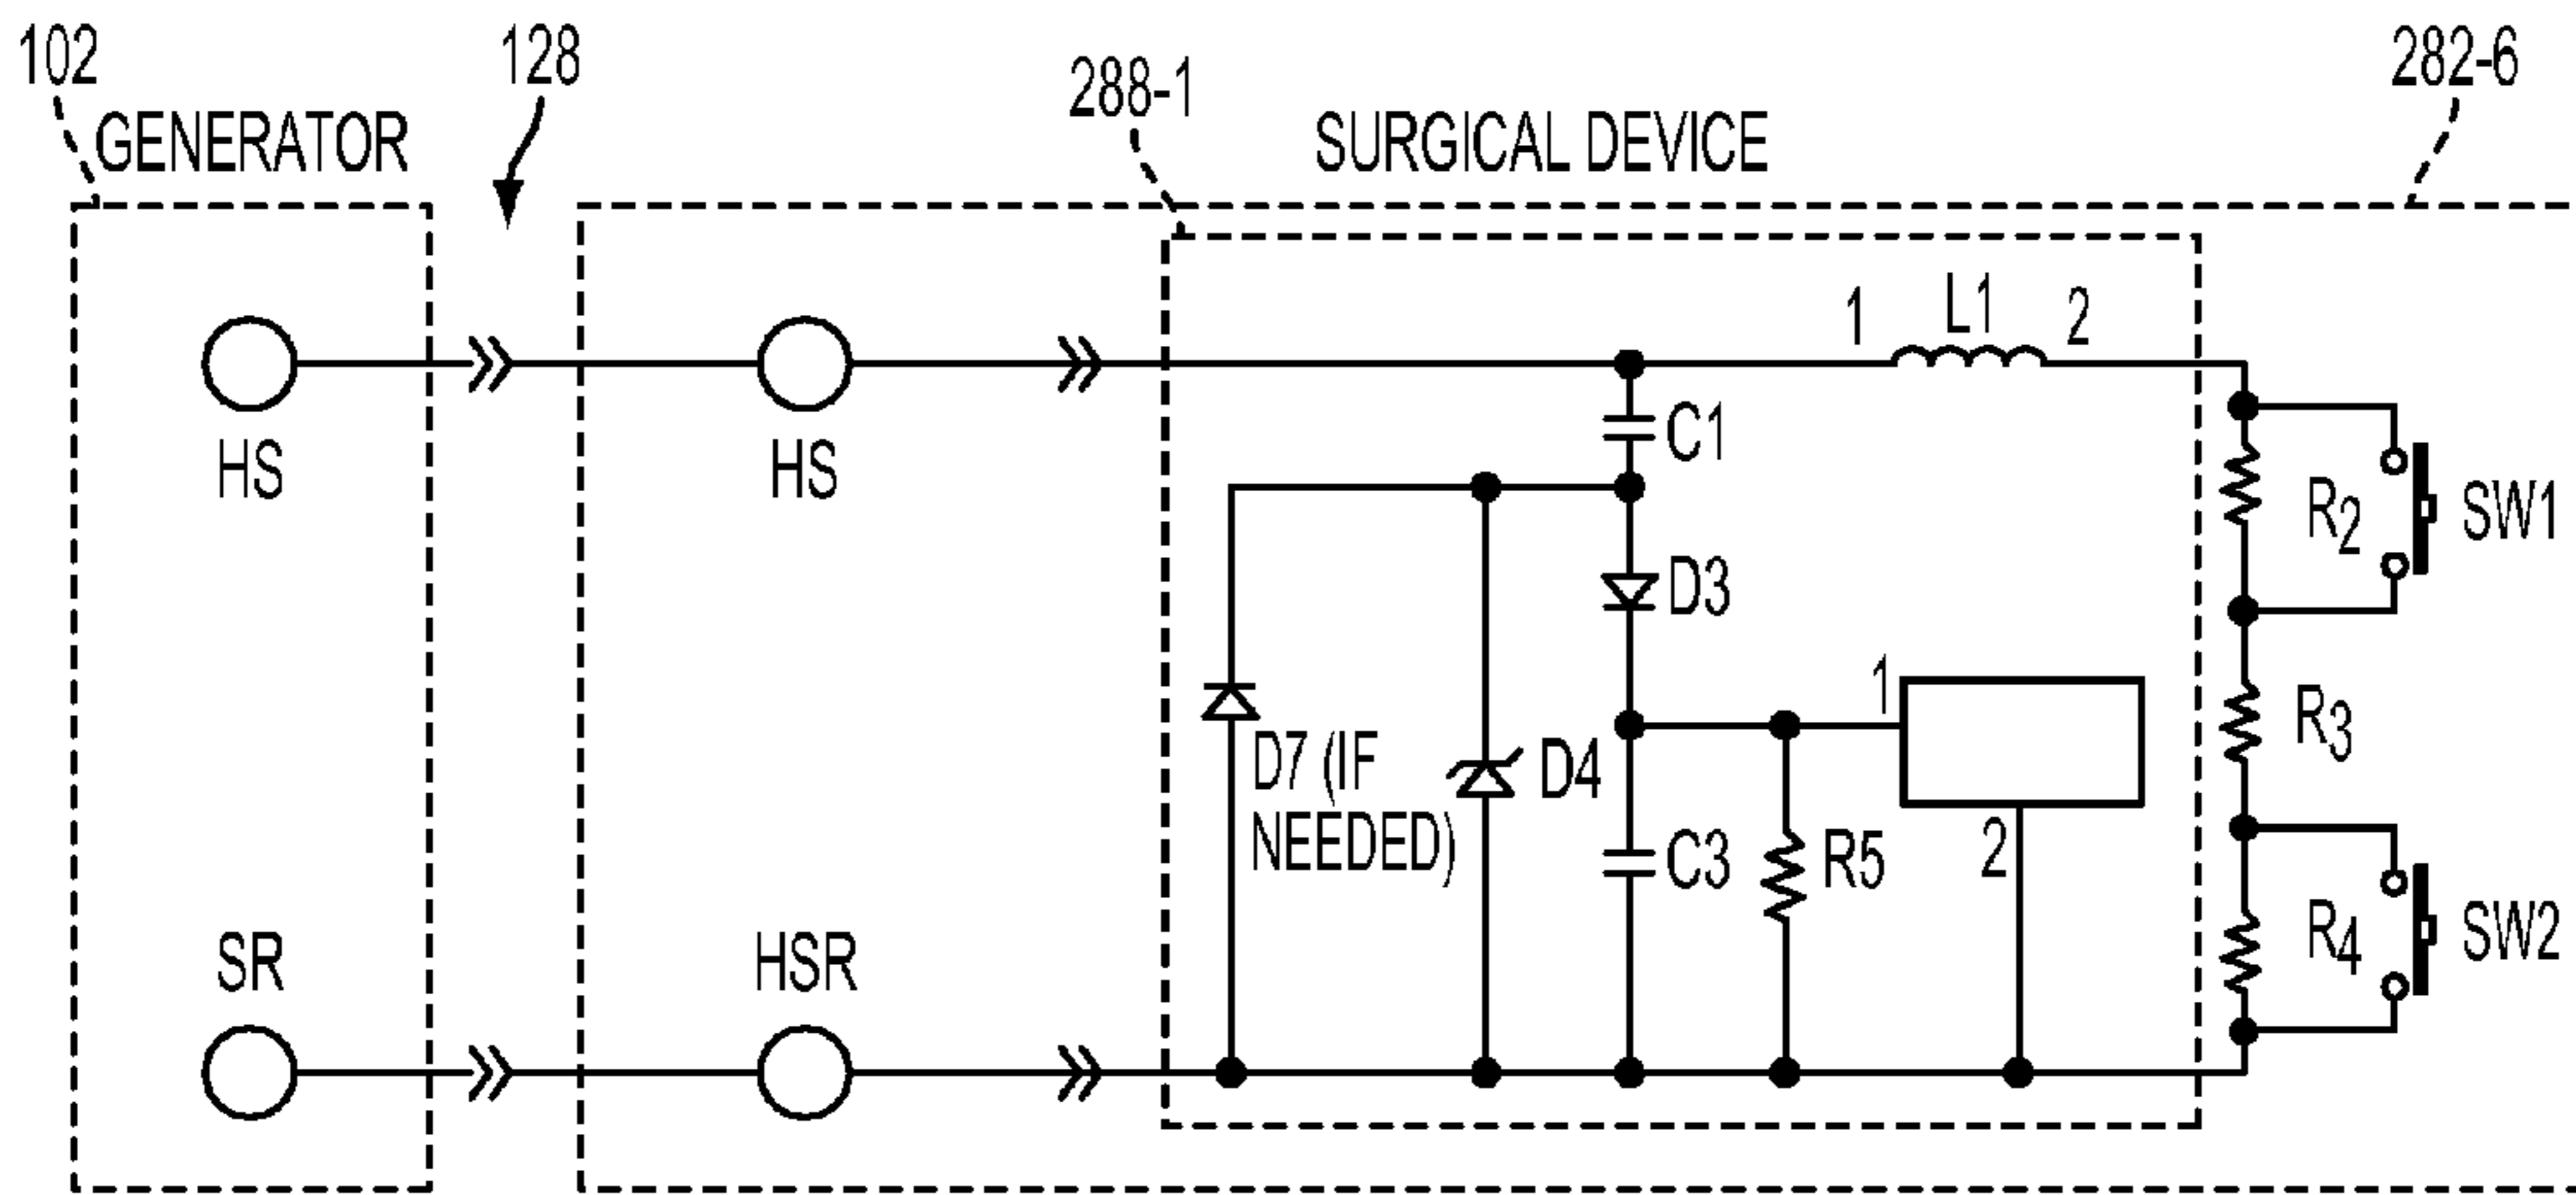 102
128
288-1
282-6
GENERATOR
SURGICAL DEVICE
1
L1
2
HS
HS
C1
R2
SW1
D3
1
R3
D7 (IF
NEEDED)
D4
C3
R5
2
R4
SW2
SR
HSR